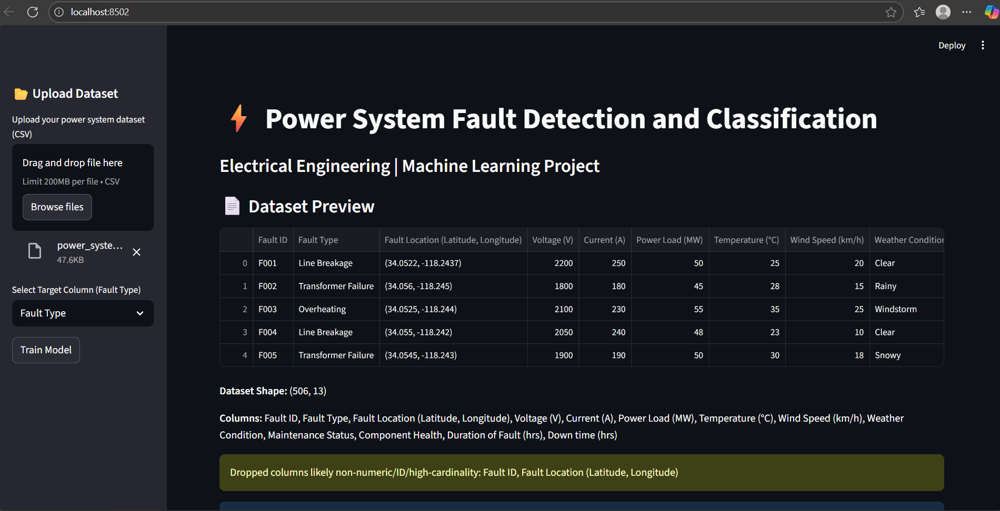 localhost:8502
Deploy
Upload Dataset
Upload your power system dataset
(CSV)
Drag and drop file here
Limit 200MB per file • CSV
Browse files
power_syste...
47.6KB
Select Target Column (Fault Type)
Fault Type
Train Model
Power System Fault Detection and Classification
Electrical Engineering | Machine Learning Project
Dataset Preview
Fault ID Fault Type Fault Location (Latitude, Longitude) Voltage (V) Current (A) Power Load (MW) Temperature (°C) Wind Speed (km/h) Weather Condition
0 F001 Line Breakage (34.0522, -118.2437) 2200 250 50 25 20 Clear
1 F002 Transformer Failure (34.056, -118.245) 1800 180 45 28 15 Rainy
2 F003 Overheating (34.0525, -118.244) 2100 230 55 35 25 Windstorm
3 F004 Line Breakage (34.055, -118.242) 2050 240 48 23 10 Clear
4 F005 Transformer Failure (34.0545, -118.243) 1900 190 50 30 18 Snowy
Dataset Shape: (506, 13)
Columns: Fault ID, Fault Type, Fault Location (Latitude, Longitude), Voltage (V), Current (A), Power Load (MW), Temperature (°C), Wind Speed (km/h), Weather
Condition, Maintenance Status, Component Health, Duration of Fault (hrs), Down time (hrs)
Dropped columns likely non-numeric/ID/high-cardinality: Fault ID, Fault Location (Latitude, Longitude)